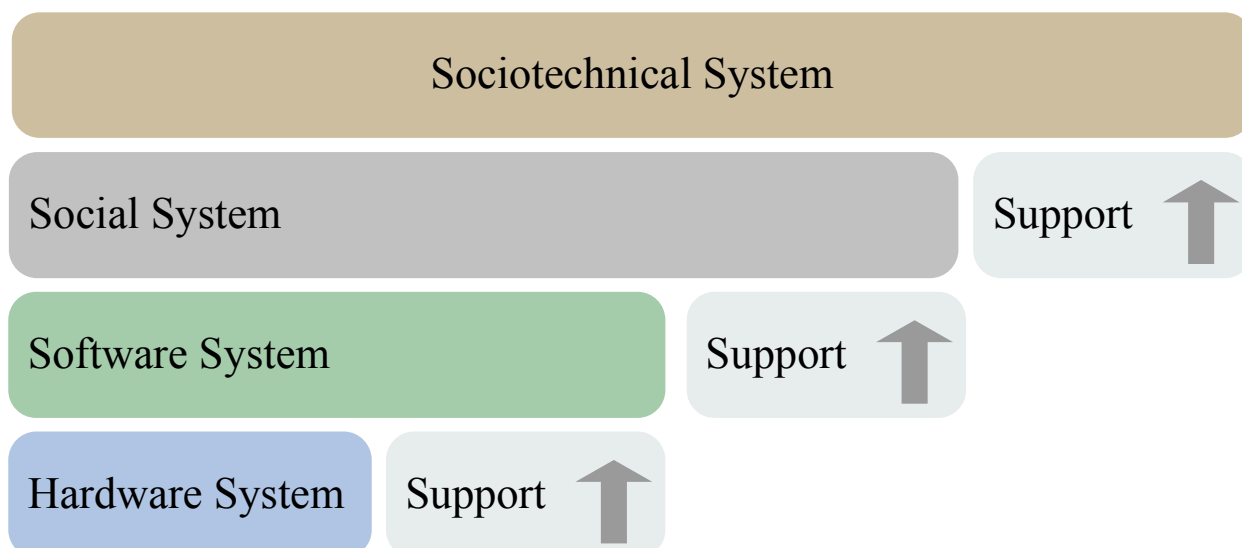 Sociotechnical System
Social System
Support
Software System
Support
Hardware System
Support